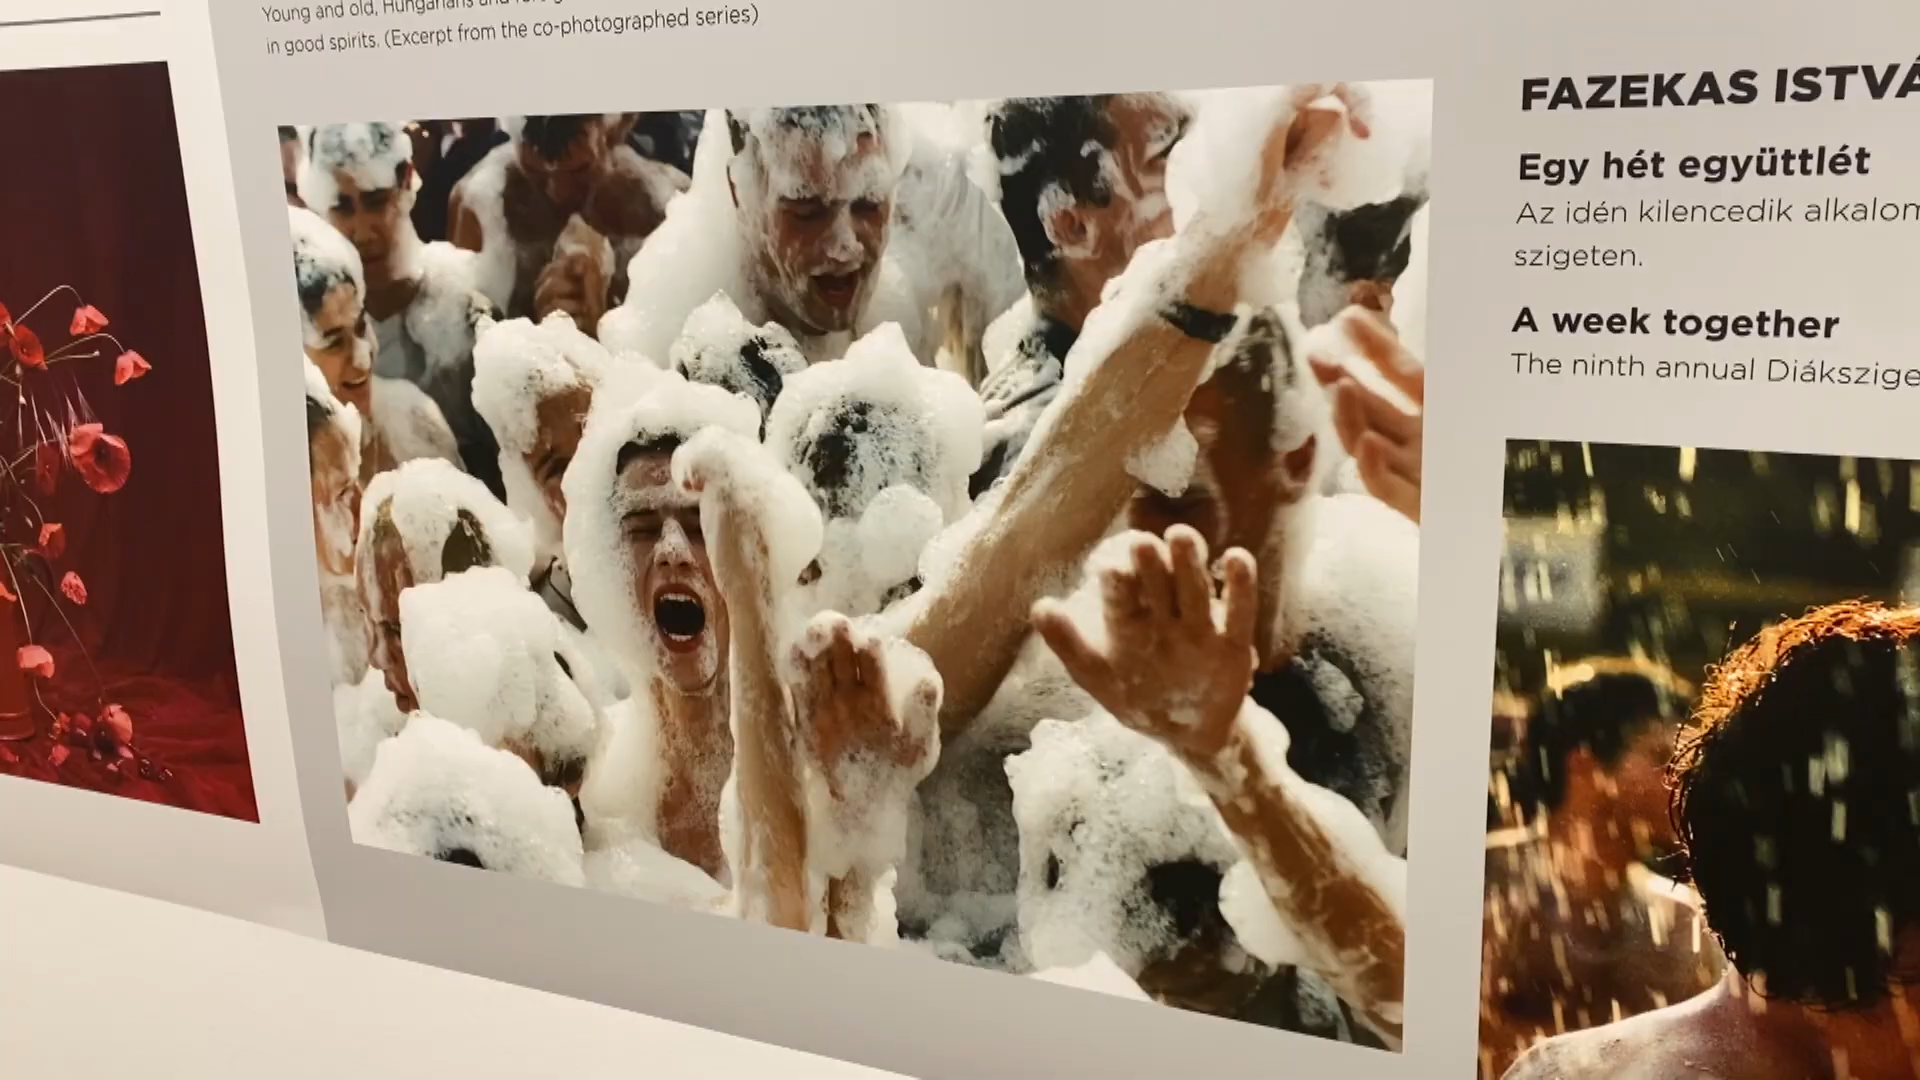 Young and old, Hungarians and
in good spirits. (Excerpt from the co-photographed series)
FAZEKAS ISTVÁ
Egy hét együttlét
Az idén kilencedik alkalom
szigeten.
A week together
The ninth annual Diákszige